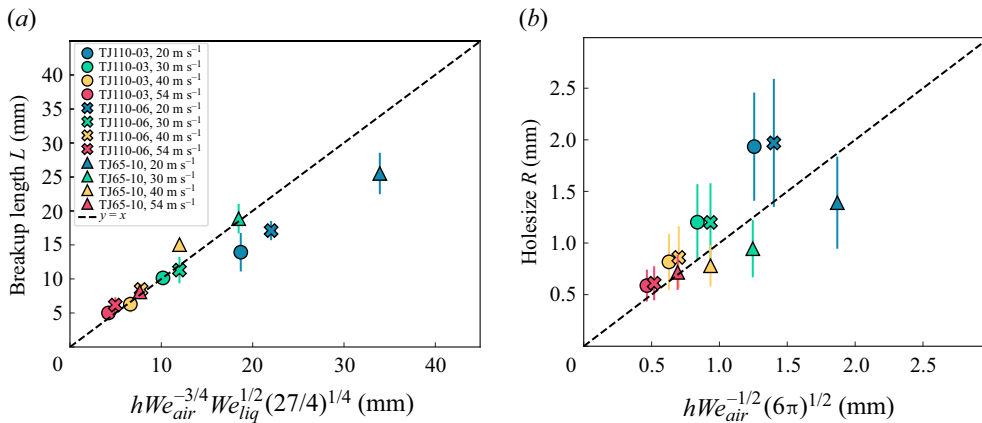 (a)
45
40
35
30
25
20
15
10
5
0
10
20
30
40
Breakup length L (mm)
TJ110-03, 20 m s⁻¹
TJ110-03, 30 m s⁻¹
TJ110-03, 40 m s⁻¹
TJ110-03, 54 m s⁻¹
TJ110-06, 20 m s⁻¹
TJ110-06, 30 m s⁻¹
TJ110-06, 40 m s⁻¹
TJ110-06, 54 m s⁻¹
TJ65-10, 20 m s⁻¹
TJ65-10, 30 m s⁻¹
TJ65-10, 40 m s⁻¹
TJ65-10, 54 m s⁻¹
y = x
hWe_air^{−3/4} We_liq^{1/2} (27/4)^{1/4} (mm)
(b)
2.5
2.0
1.5
1.0
0.5
0
0.5
1.0
1.5
2.0
2.5
Holesize R (mm)
hWe_air^{−1/2} (6π)^{1/2} (mm)